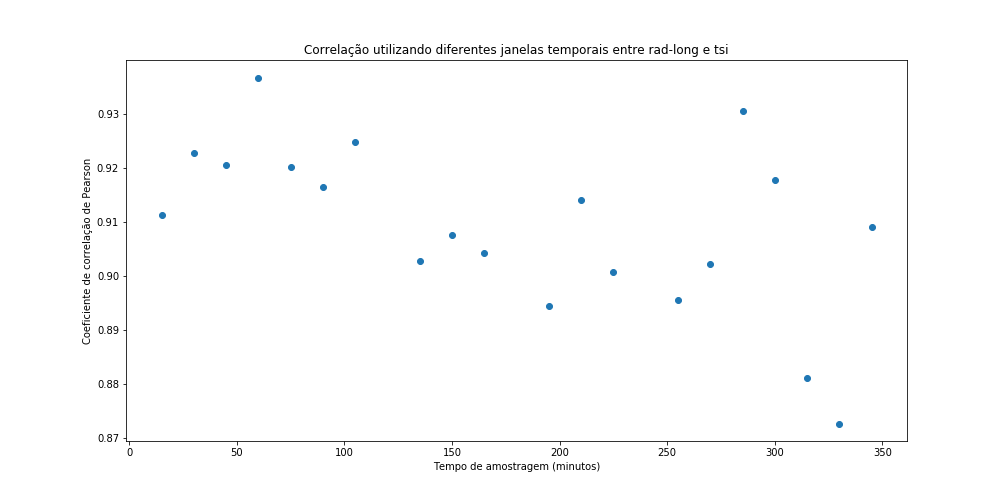 Correlação utilizando diferentes janelas temporais entre rad-long e tsi
Coeficiente de correlação de Pearson
0.93
0.92
0.91
0.90
0.89
0.88
0.87
0 50 100 150 200 250 300 350
Tempo de amostragem (minutos)